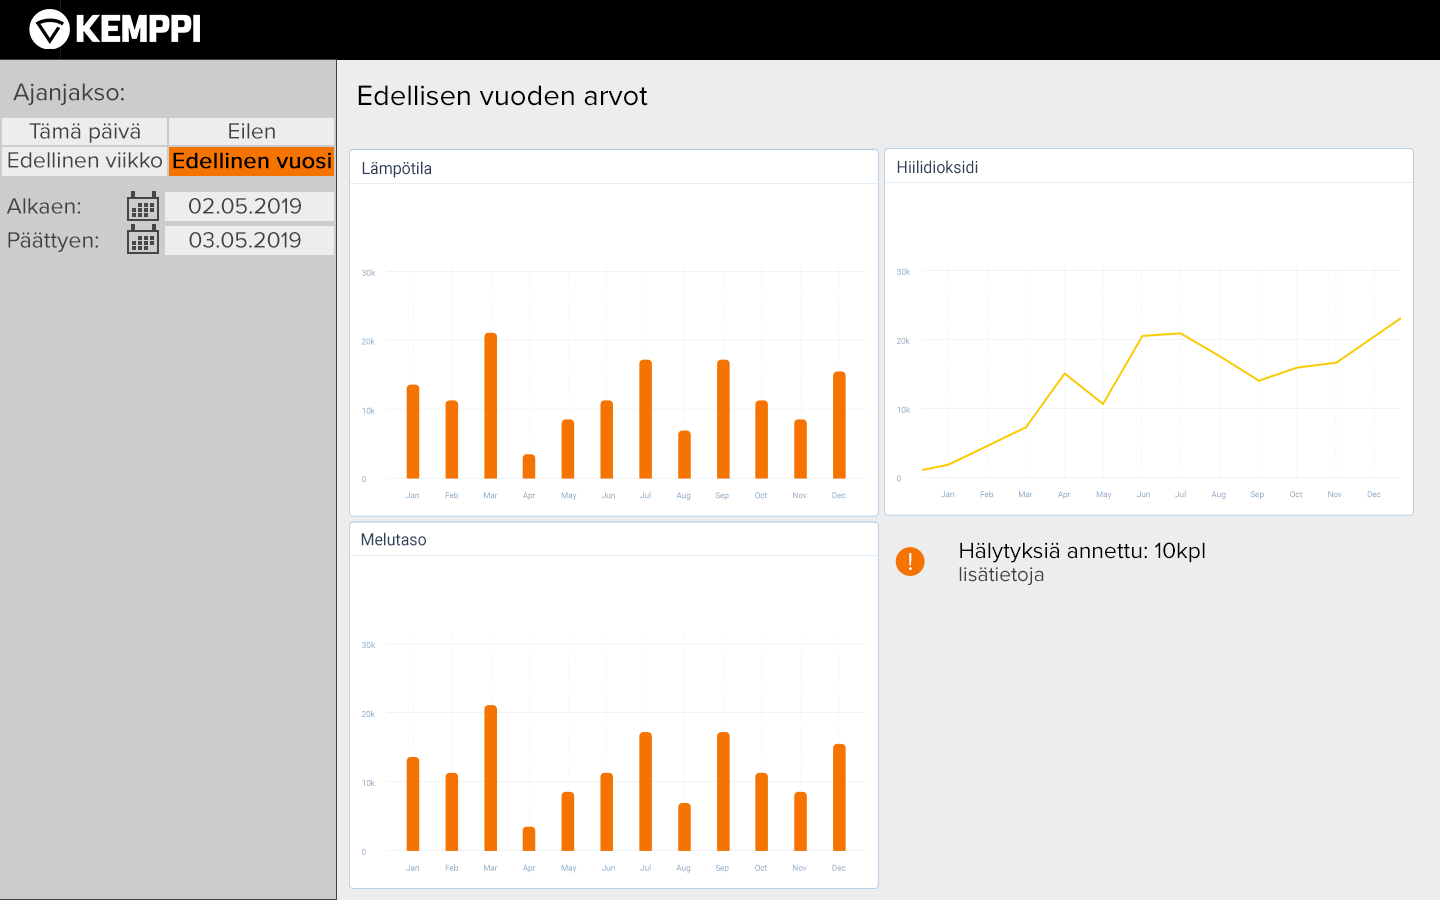 KEMPPI
Ajanjakso:
Tämä päivä
Eilen
Edellinen viikko
Edellinen vuosi
Alkaen:
02.05.2019
Päättyen:
03.05.2019
Edellisen vuoden arvot
Lämpötila
30k
20k
10k
0
Jan Feb Mar Apr May Jun Jul Aug Sep Oct Nov Dec
Hiilidioksidi
30k
20k
10k
0
Jan Feb Mar Apr May Jun Jul Aug Sep Oct Nov Dec
Melutaso
30k
20k
10k
0
Jan Feb Mar Apr May Jun Jul Aug Sep Oct Nov Dec
!
Hälytyksiä annettu: 10kpl
lisätietoja